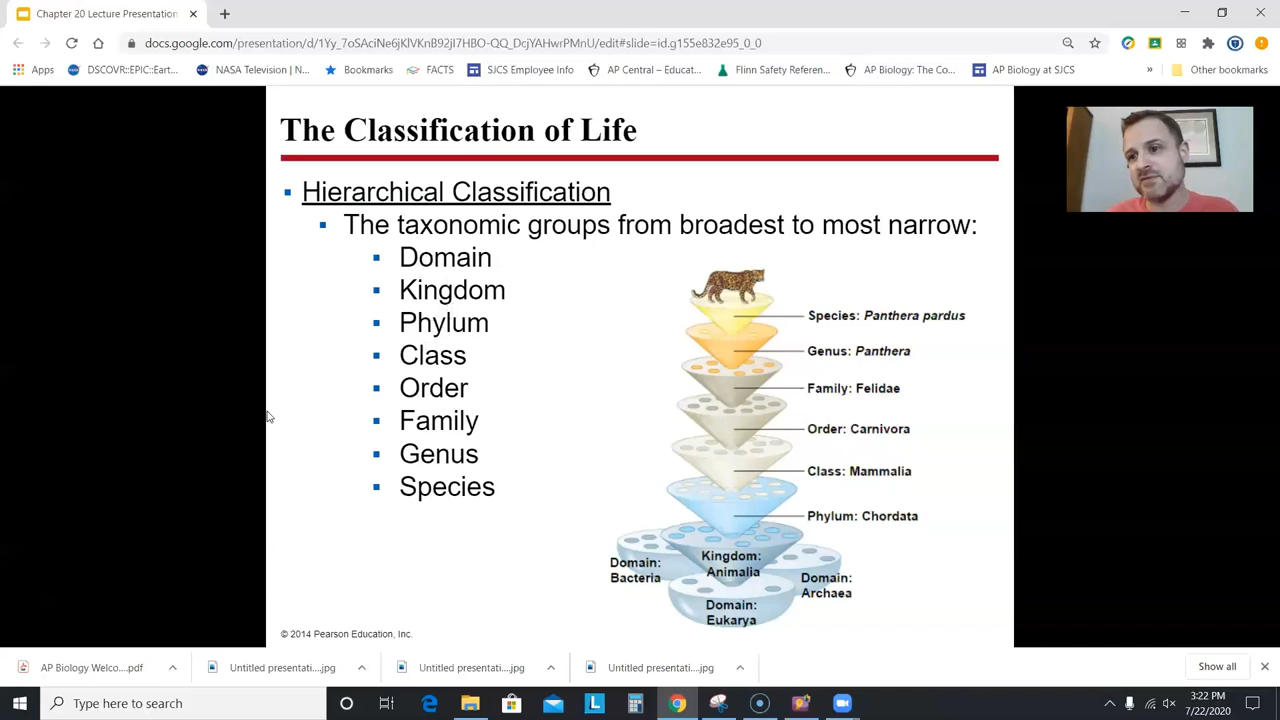 Chapter 20 Lecture Presentation
docs.google.com/presentation/d/1Yy_7oSAciNe6jKlVKnB92iI7HBO-QQ_DcjYAHwrPMnU/edit#slide=id.g155e832e95_0_0
Apps
DSCOVR::EPIC::Eart...
NASA Television | N...
Bookmarks
FACTS
SJCS Employee Info
AP Central – Educat...
Flinn Safety Referen...
AP Biology: The Co...
AP Biology at SJCS
»
Other bookmarks
The Classification of Life
Hierarchical Classification
The taxonomic groups from broadest to most narrow:
Domain
Kingdom
Phylum
Class
Order
Family
Genus
Species
Species: Panthera pardus
Genus: Panthera
Family: Felidae
Order: Carnivora
Class: Mammalia
Phylum: Chordata
Kingdom:
Animalia
Domain:
Bacteria
Domain:
Archaea
Domain:
Eukarya
© 2014 Pearson Education, Inc.
AP Biology Welco....pdf
Untitled presentati....jpg
Untitled presentati....jpg
Untitled presentati....jpg
Show all
Type here to search
3:22 PM
7/22/2020